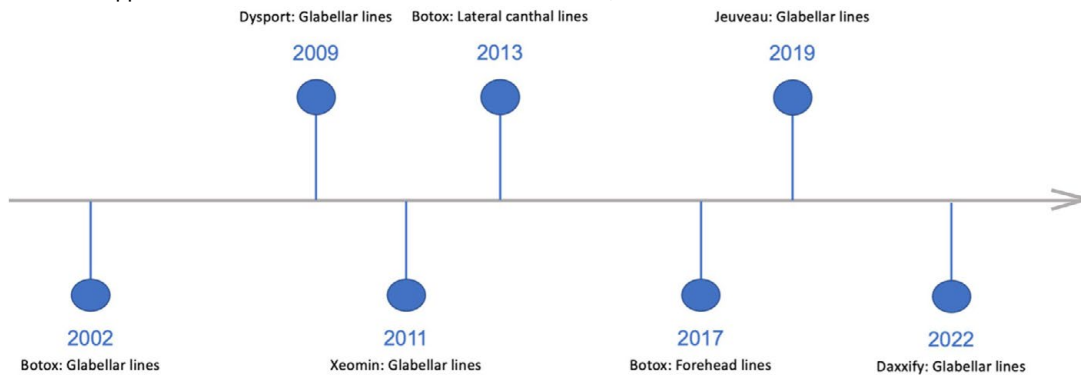 Dysport: Glabellar lines
Botox: Lateral canthal lines
Jeuveau: Glabellar lines
2009
2013
2019
2002
2011
2017
2022
Botox: Glabellar lines
Xeomin: Glabellar lines
Botox: Forehead lines
Daxxify: Glabellar lines